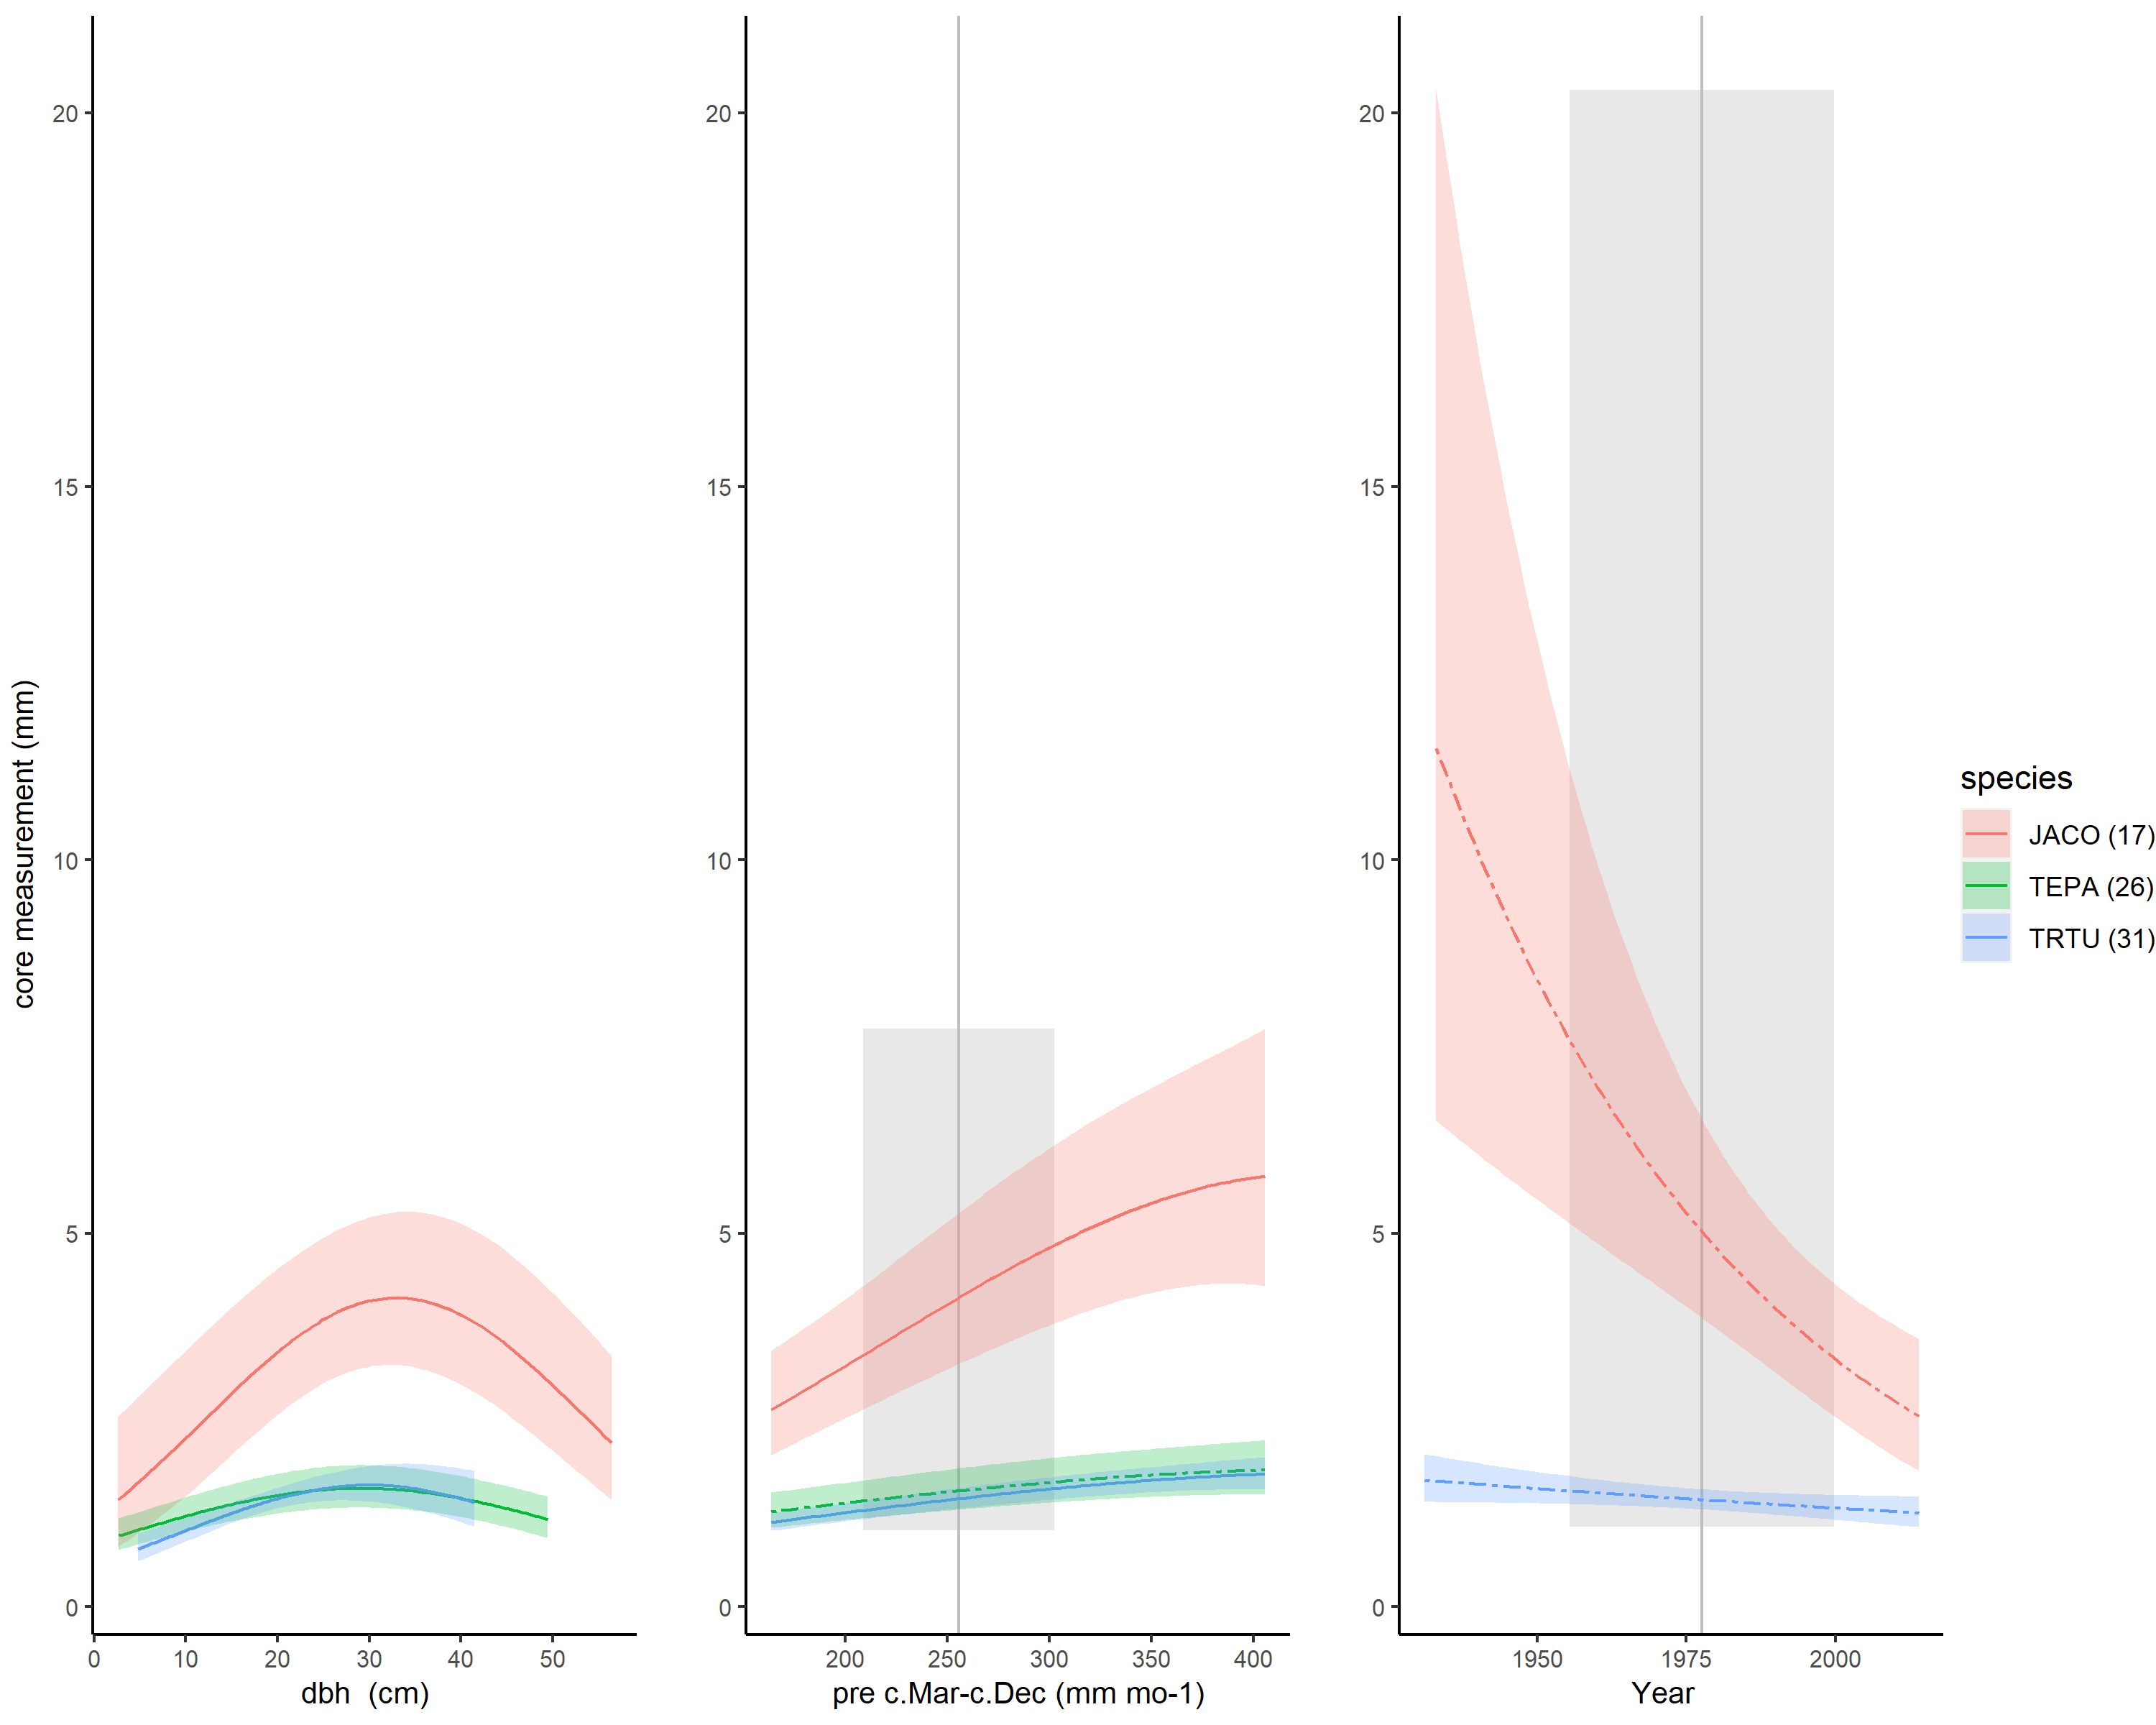 core measurement (mm)
20
15
10
5
0
0 10 20 30 40 50
dbh (cm)
20
15
10
5
0
200 250 300 350 400
pre c.Mar-c.Dec (mm mo-1)
20
15
10
5
0
1950 1975 2000
Year
species
JACO (17)
TEPA (26)
TRTU (31)